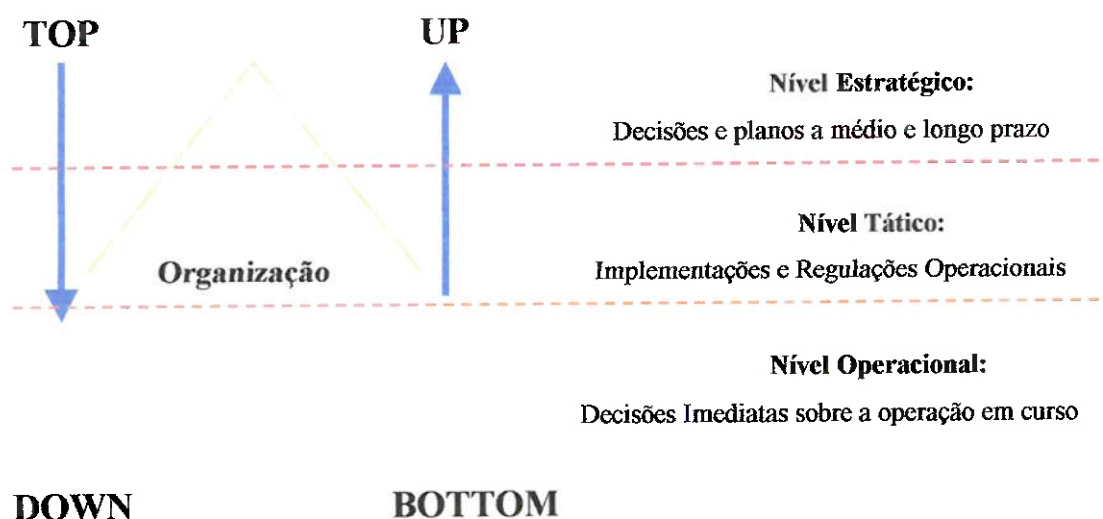 TOP
UP
Nível Estratégico:
Decisões e planos a médio e longo prazo
Nível Tático:
Organização
Implementações e Regulações Operacionais
Nível Operacional:
Decisões Imediatas sobre a operação em curso
DOWN
BOTTOM